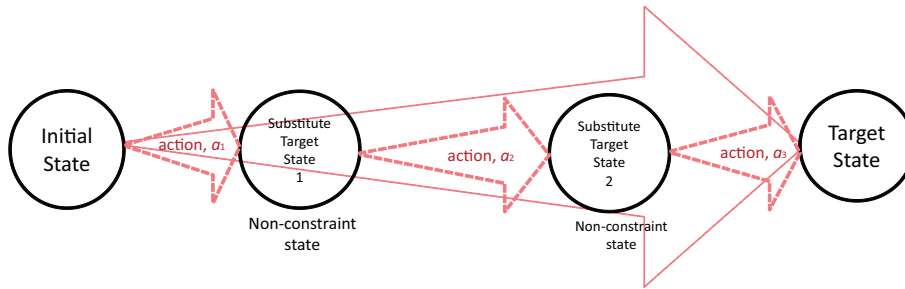 Initial
State
action, a1
Substitute
Target
State
1
Non-constraint
state
action, a2
Substitute
Target
State
2
Non-constraint
state
action, a3
Target
State